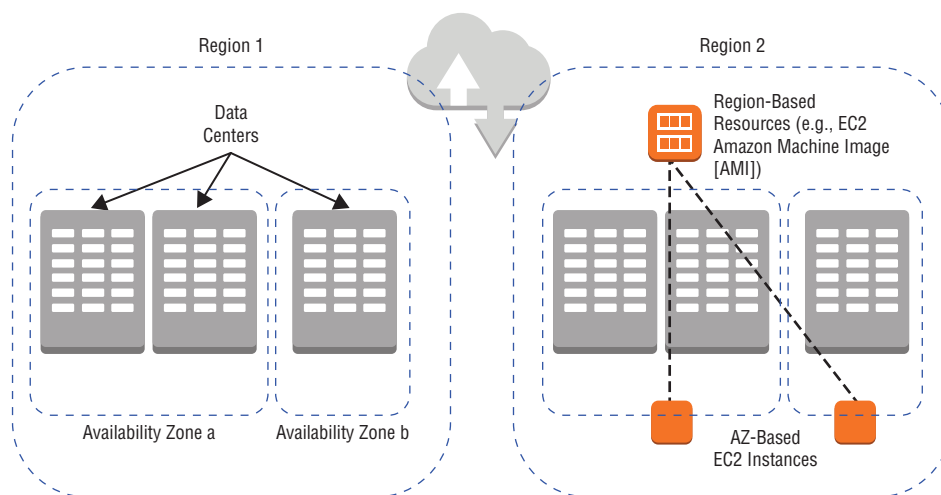 Region 1
Region 2
Data
Centers
Region-Based
Resources (e.g., EC2
Amazon Machine Image
[AMI])
Availability Zone a
Availability Zone b
AZ-Based
EC2 Instances